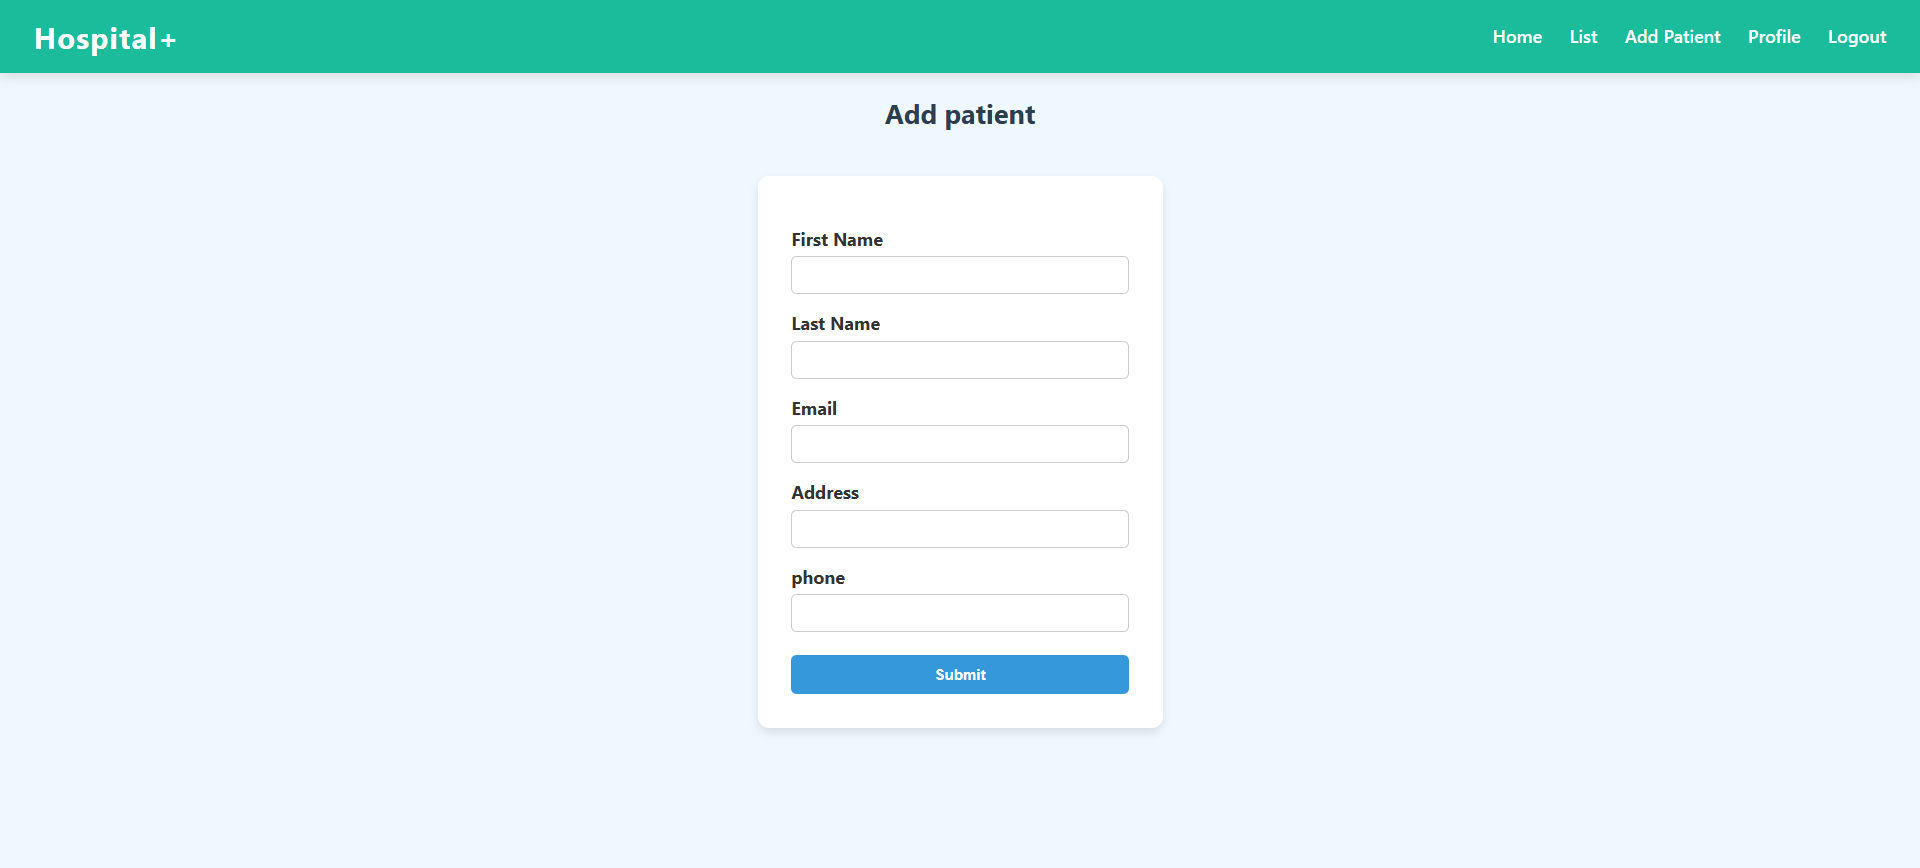 Hospital+
Home List Add Patient Profile Logout
Add patient
First Name
Last Name
Email
Address
phone
Submit